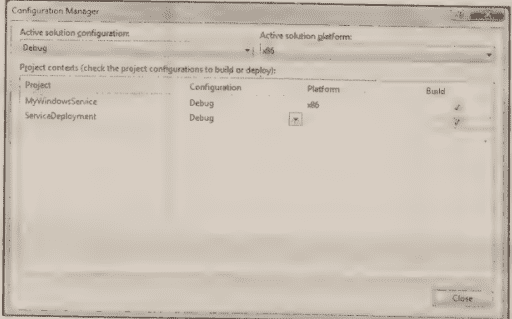 Configuration Manager
Active solution configuration: Active solution platform:
Debug x86
Project contexts (check the project configurations to build or deploy):
Project Configuration Platform Build
MyWindowsService Debug x86
ServiceDeployment Debug
Close